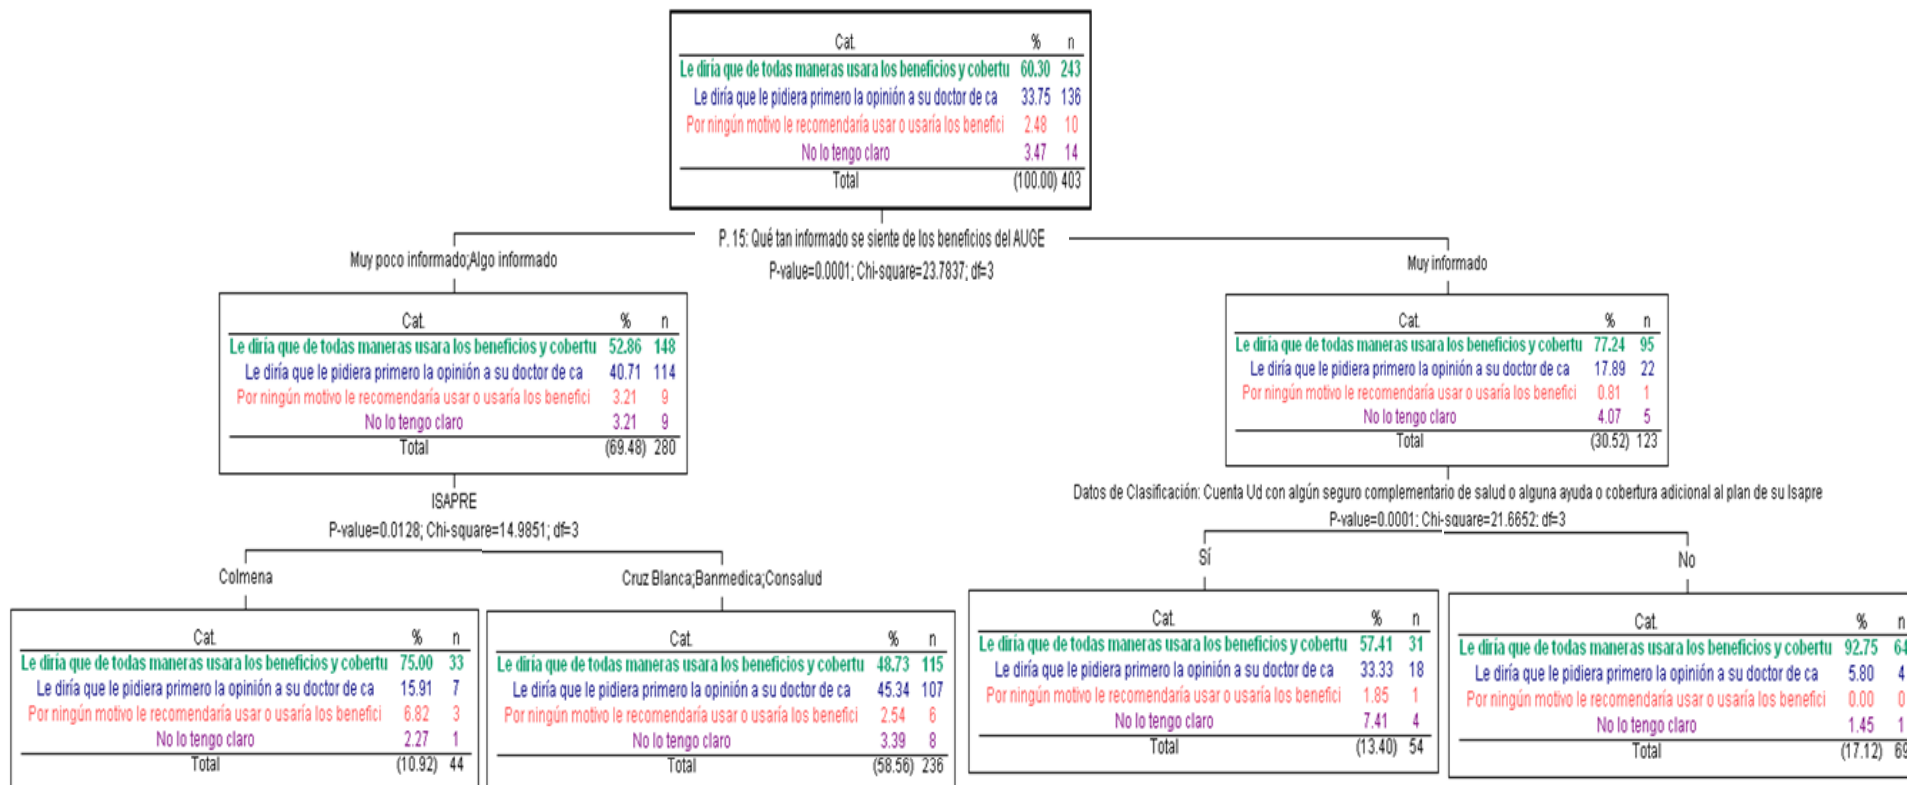 Cat. % n
Le diría que de todas maneras usara los beneficios y cobertu 60.30 243
Le diría que le pidiera primero la opinión a su doctor de ca 33.75 136
Por ningún motivo le recomendaría usar o usaría los benefici 2.48 10
No lo tengo claro 3.47 14
Total (100.00) 403
P. 15: Qué tan informado se siente de los beneficios del AUGE
P-value=0.0001; Chi-square=23.7837; df=3
Muy poco informado;Algo informado
Muy informado
Cat. % n
Le diría que de todas maneras usara los beneficios y cobertu 52.86 148
Le diría que le pidiera primero la opinión a su doctor de ca 40.71 114
Por ningún motivo le recomendaría usar o usaría los benefici 3.21 9
No lo tengo claro 3.21 9
Total (69.48) 280
Cat. % n
Le diría que de todas maneras usara los beneficios y cobertu 77.24 95
Le diría que le pidiera primero la opinión a su doctor de ca 17.89 22
Por ningún motivo le recomendaría usar o usaría los benefici 0.81 1
No lo tengo claro 4.07 5
Total (30.52) 123
ISAPRE
P-value=0.0128; Chi-square=14.9851; df=3
Datos de Clasificación: Cuenta Ud con algún seguro complementario de salud o alguna ayuda o cobertura adicional al plan de su Isapre
P-value=0.0001; Chi-square=21.6652; df=3
Colmena
Cruz Blanca;Banmedica;Consalud
Sí
No
Cat. % n
Le diría que de todas maneras usara los beneficios y cobertu 75.00 33
Le diría que le pidiera primero la opinión a su doctor de ca 15.91 7
Por ningún motivo le recomendaría usar o usaría los benefici 6.82 3
No lo tengo claro 2.27 1
Total (10.92) 44
Cat. % n
Le diría que de todas maneras usara los beneficios y cobertu 48.73 115
Le diría que le pidiera primero la opinión a su doctor de ca 45.34 107
Por ningún motivo le recomendaría usar o usaría los benefici 2.54 6
No lo tengo claro 3.39 8
Total (58.56) 236
Cat. % n
Le diría que de todas maneras usara los beneficios y cobertu 57.41 31
Le diría que le pidiera primero la opinión a su doctor de ca 33.33 18
Por ningún motivo le recomendaría usar o usaría los benefici 1.85 1
No lo tengo claro 7.41 4
Total (13.40) 54
Cat. % n
Le diría que de todas maneras usara los beneficios y cobertu 92.75 64
Le diría que le pidiera primero la opinión a su doctor de ca 5.80 4
Por ningún motivo le recomendaría usar o usaría los benefici 0.00 0
No lo tengo claro 1.45 1
Total (17.12) 69